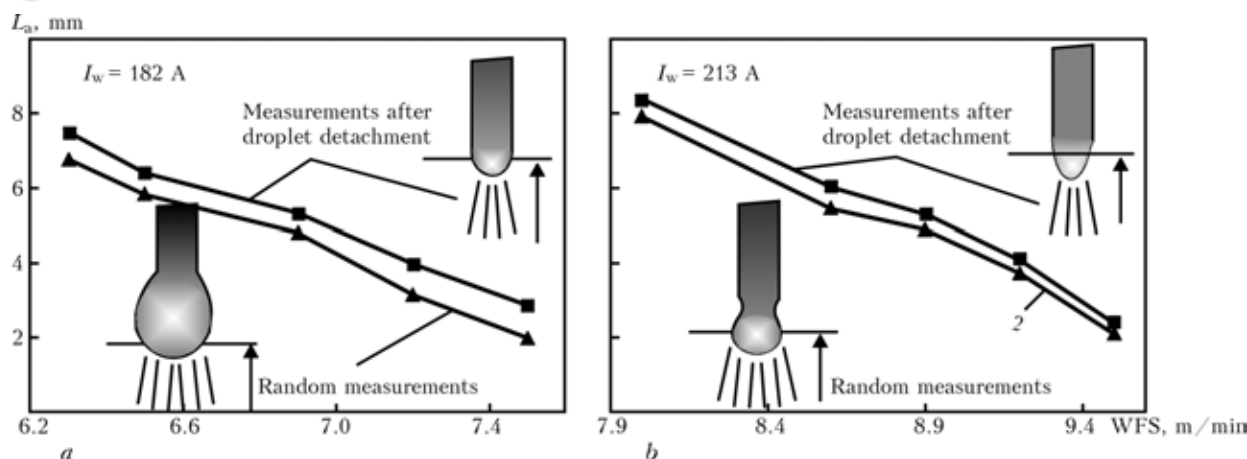 Lₐ, mm
I_w = 182 A
Measurements after
droplet detachment
Random measurements
8
6
4
2
6.2 6.6 7.0 7.4
a
I_w = 213 A
Measurements after
droplet detachment
2
Random measurements
7.9 8.4 8.9 9.4 WFS, m/min
b